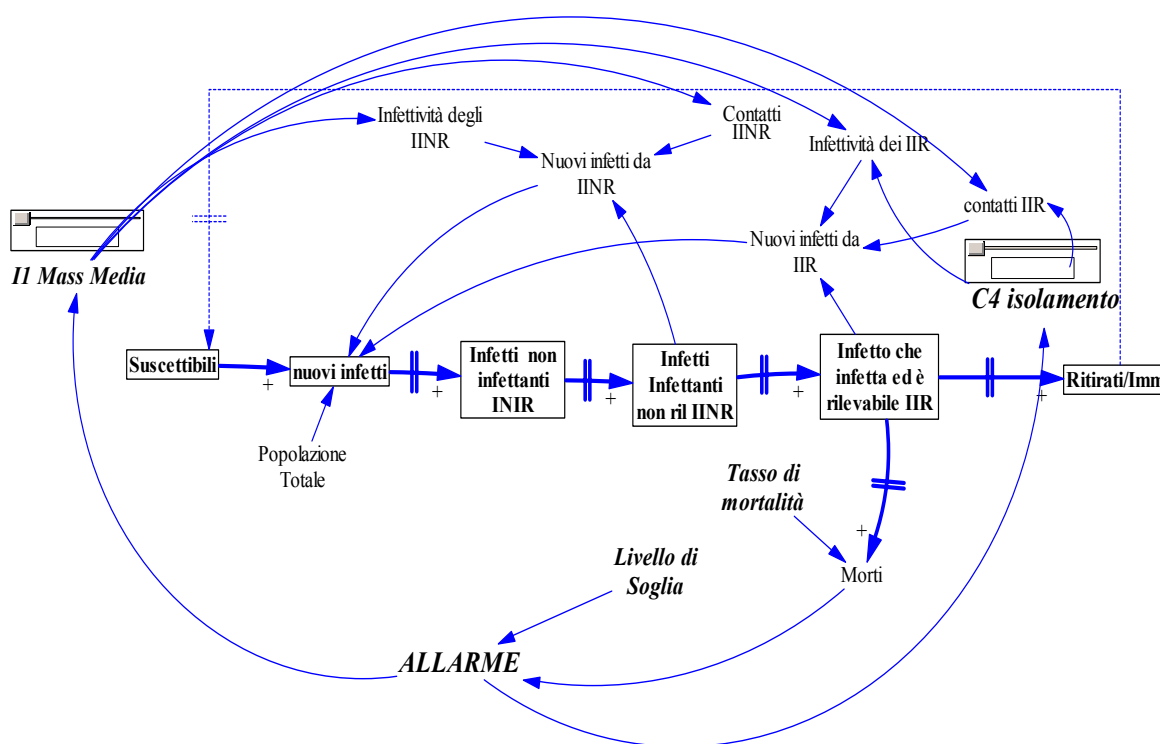 Infettività degli
IINR
Contatti
IINR
Infettività dei IIR
Nuovi infetti da
IINR
contatti IIR
Nuovi infetti da
IIR
I1 Mass Media
C4 isolamento
Suscettibili
+
nuovi infetti
+
Infetti non
infettanti
INIR
+
Infetti
Infettanti
non ril IINR
+
Infetto che
infetta ed è
rilevabile IIR
+
Ritirati/Imm
Popolazione
Totale
Tasso di
mortalità
+
Morti
Livello di
Soglia
ALLARME